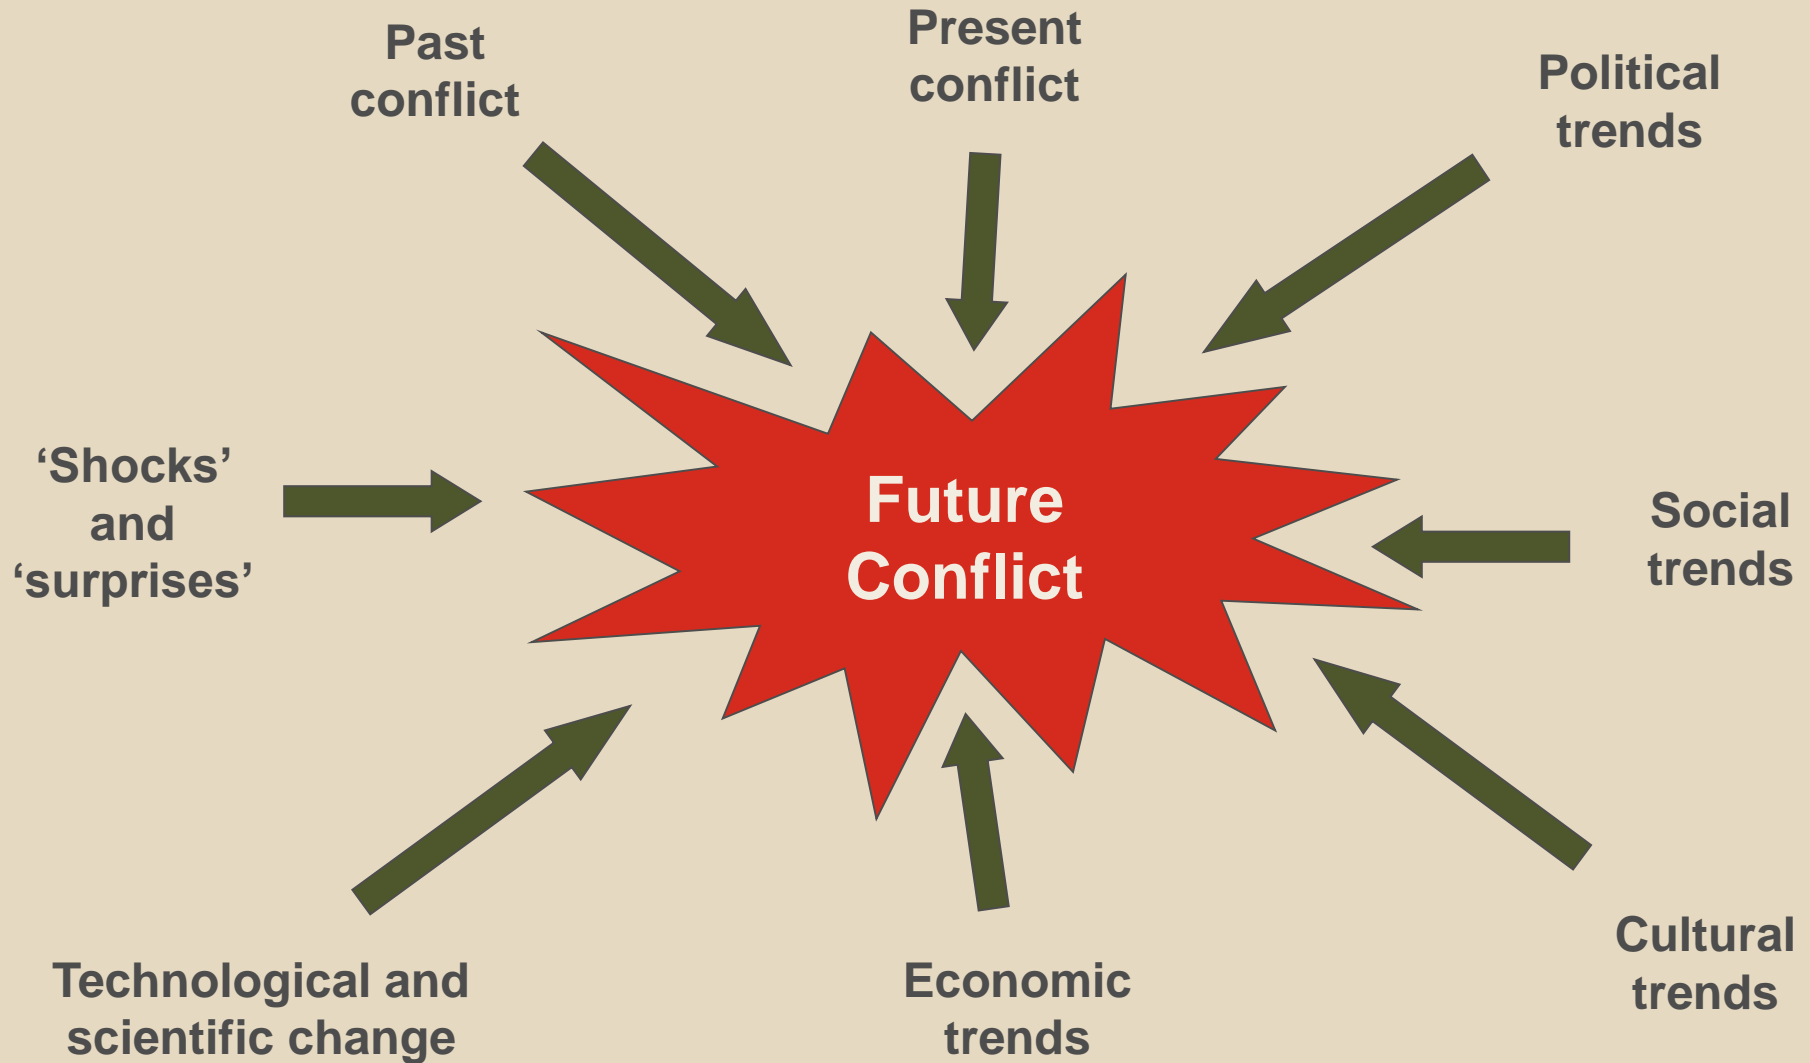 Past
conflict
Present
conflict
Political
trends
‘Shocks’
and
‘surprises’
Future
Conflict
Social
trends
Technological and
scientific change
Economic
trends
Cultural
trends